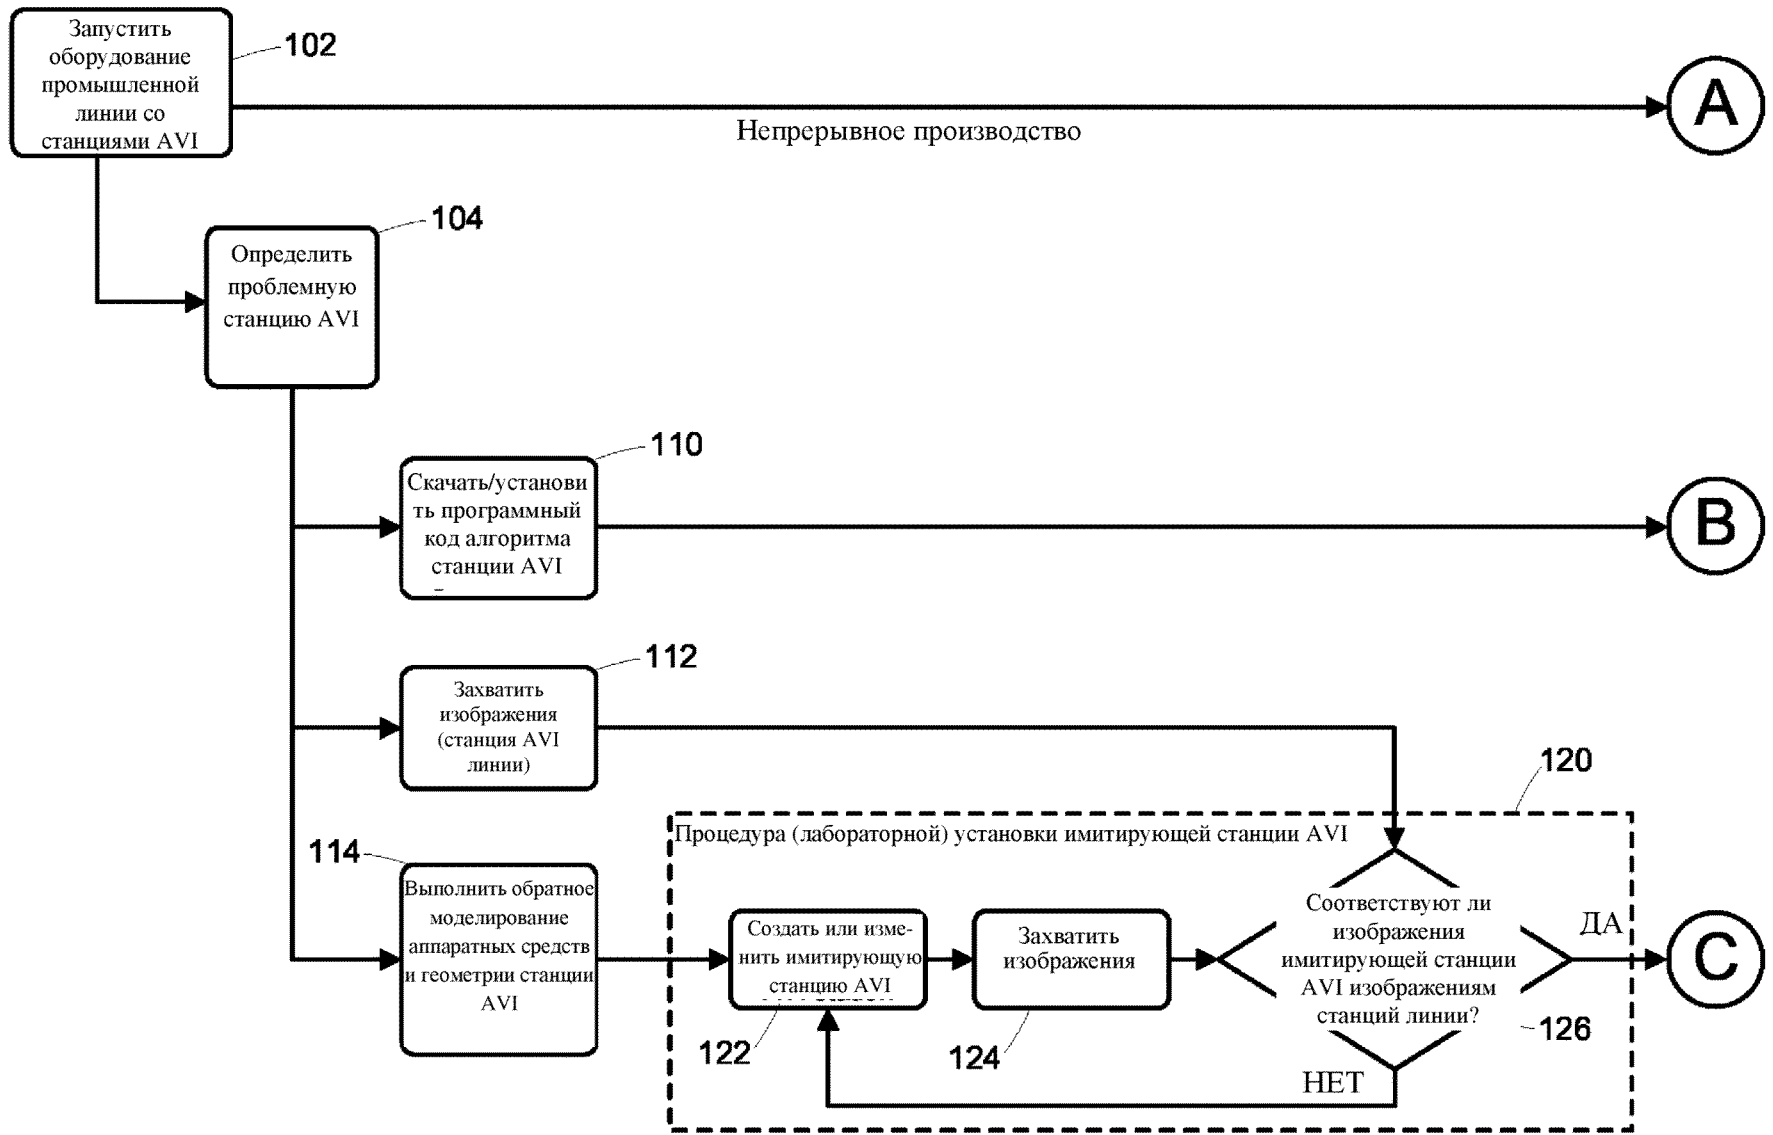 Запустить
оборудование
промышленной
линии со
станциями AVI
102
A
Непрерывное производство
104
Определить
проблемную
станцию AVI
110
Скачать/установи
ть программный
код алгоритма
станции AVI
B
112
Захватить
изображения
(станция AVI
линии)
120
Процедура (лабораторной) установки имитирующей станции AVI
114
Выполнить обратное
моделирование
аппаратных средств
и геометрии станции
AVI
Создать или изме-
нить имитирующую
станцию AVI
122
Захватить
изображения
124
Соответствуют ли
изображения
имитирующей станции
AVI изображениям
станций линии?
126
ДА
C
НЕТ